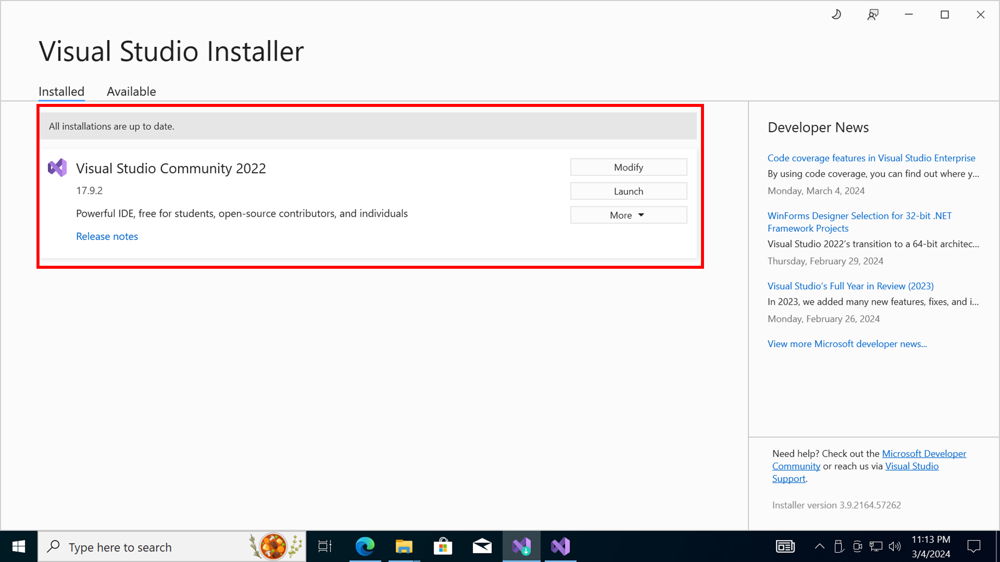 Visual Studio Installer
Installed
Available
All installations are up to date.
Visual Studio Community 2022
17.9.2
Powerful IDE, free for students, open-source contributors, and individuals
Release notes
Modify
Launch
More
Developer News
Code coverage features in Visual Studio Enterprise
By using code coverage, you can find out where y...
Monday, March 4, 2024
WinForms Designer Selection for 32-bit .NET
Framework Projects
Visual Studio 2022's transition to a 64-bit architec...
Thursday, February 29, 2024
Visual Studio's Full Year in Review (2023)
In 2023, we added many new features, fixes, and i...
Monday, February 26, 2024
View more Microsoft developer news...
Need help? Check out the Microsoft Developer
Community or reach us via Visual Studio
Support.
Installer version 3.9.2164.57262
Type here to search
11:13 PM
3/4/2024